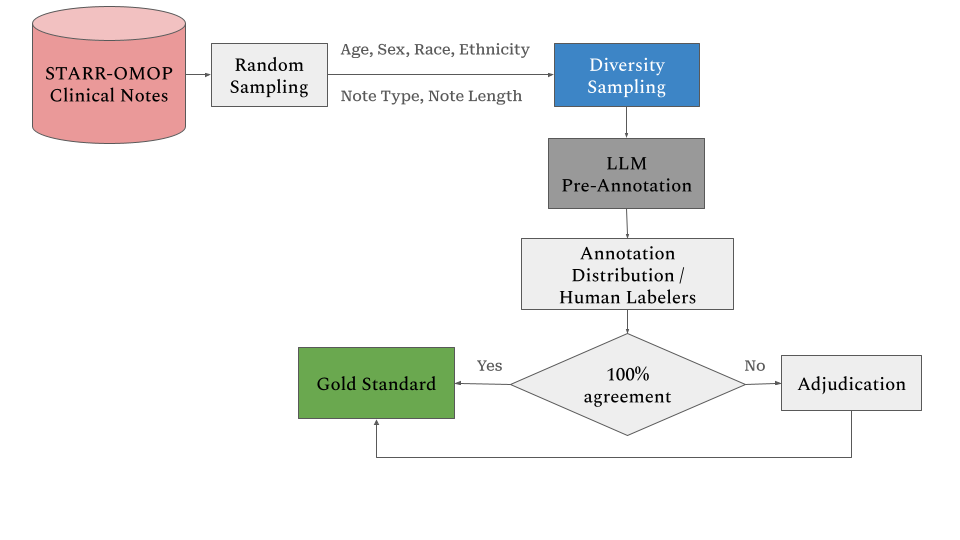 STARR-OMOP
Clinical Notes
Random
Sampling
Age, Sex, Race, Ethnicity
Note Type, Note Length
Diversity
Sampling
LLM
Pre-Annotation
Annotation
Distribution /
Human Labelers
100%
agreement
Yes
No
Gold Standard
Adjudication